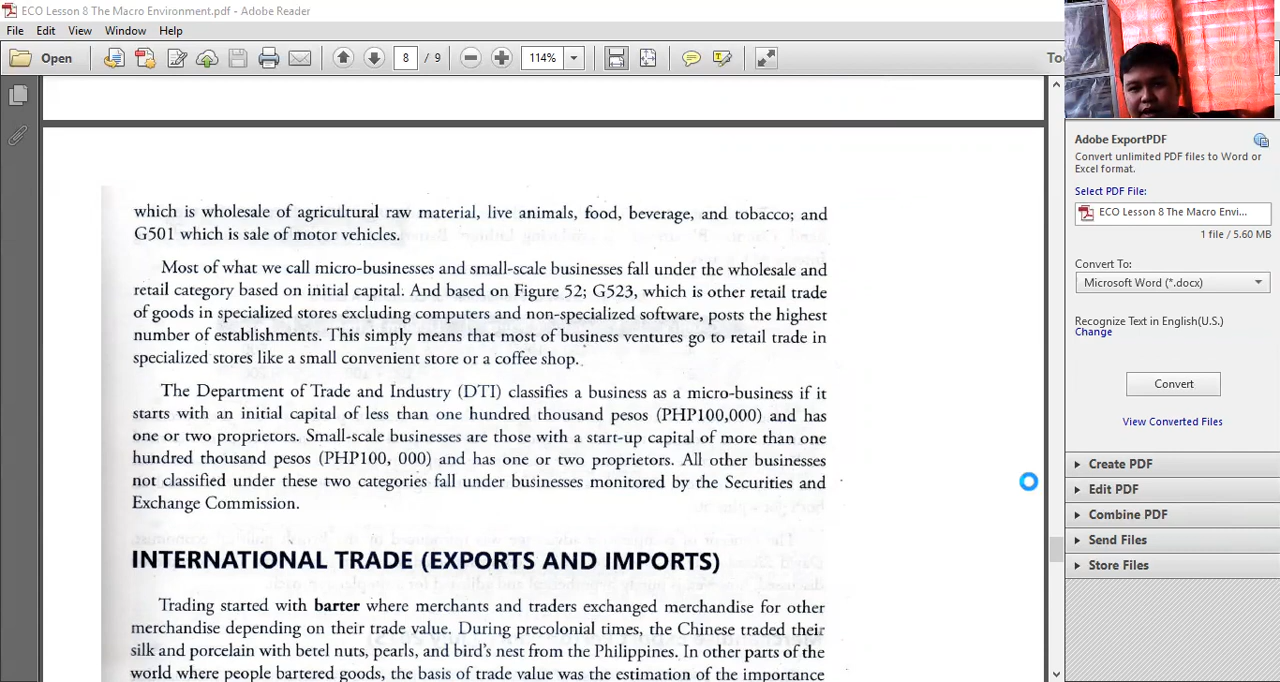 ECO Lesson 8 The Macro Environment.pdf - Adobe Reader
File Edit View Window Help
Open 8 / 9 114%
which is wholesale of agricultural raw material, live animals, food, beverage, and tobacco; and
G501 which is sale of motor vehicles.
Most of what we call micro-businesses and small-scale businesses fall under the wholesale and
retail category based on initial capital. And based on Figure 52; G523, which is other retail trade
of goods in specialized stores excluding computers and non-specialized software, posts the highest
number of establishments. This simply means that most of business ventures go to retail trade in
specialized stores like a small convenient store or a coffee shop.
The Department of Trade and Industry (DTI) classifies a business as a micro-business if it
starts with an initial capital of less than one hundred thousand pesos (PHP100,000) and has
one or two proprietors. Small-scale businesses are those with a start-up capital of more than one
hundred thousand pesos (PHP100, 000) and has one or two proprietors. All other businesses
not classified under these two categories fall under businesses monitored by the Securities and
Exchange Commission.
INTERNATIONAL TRADE (EXPORTS AND IMPORTS)
Trading started with barter where merchants and traders exchanged merchandise for other
merchandise depending on their trade value. During precolonial times, the Chinese traded their
silk and porcelain with betel nuts, pearls, and bird's nest from the Philippines. In other parts of the
world where people bartered goods, the basis of trade value was the estimation of the importance
Adobe ExportPDF
Convert unlimited PDF files to Word or
Excel format.
Select PDF File:
ECO Lesson 8 The Macro Envi...
1 file / 5.60 MB
Convert To:
Microsoft Word (*.docx)
Recognize Text in English(U.S.)
Change
Convert
View Converted Files
Create PDF
Edit PDF
Combine PDF
Send Files
Store Files